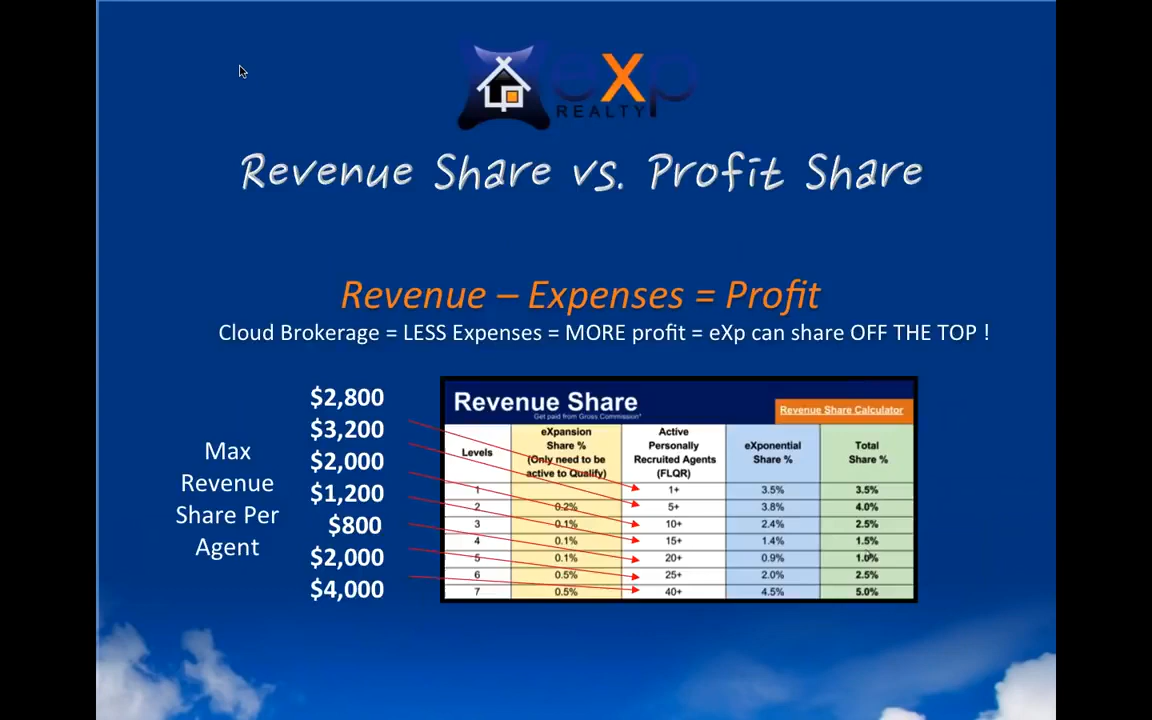 eXp
REALTY
Revenue Share vs. Profit Share
Revenue – Expenses = Profit
Cloud Brokerage = LESS Expenses = MORE profit = eXp can share OFF THE TOP !
Max
Revenue
Share Per
Agent
$2,800
$3,200
$2,000
$1,200
$800
$2,000
$4,000
Revenue Share
Get paid from Gross Commission*
Revenue Share Calculator
Levels
eXpansion
Share %
(Only need to be
active to Qualify)
Active
Personally
Recruited Agents
(FLQR)
eXponential
Share %
Total
Share %
1 1+ 3.5% 3.5%
2 0.2% 5+ 3.8% 4.0%
3 0.1% 10+ 2.4% 2.5%
4 0.1% 15+ 1.4% 1.5%
5 0.1% 20+ 0.9% 1.0%
6 0.5% 25+ 2.0% 2.5%
7 0.5% 40+ 4.5% 5.0%